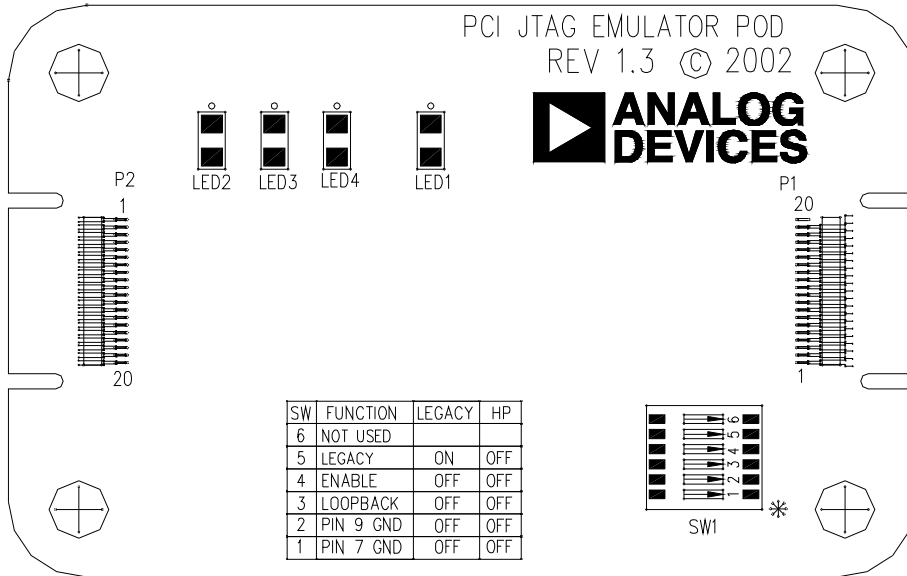 PCI JTAG EMULATOR POD
REV 1.3 © 2002
ANALOG
DEVICES
LED2 LED3 LED4 LED1
P2
1
20
P1
20
1
SW FUNCTION LEGACY HP
6 NOT USED
5 LEGACY ON OFF
4 ENABLE OFF OFF
3 LOOPBACK OFF OFF
2 PIN 9 GND OFF OFF
1 PIN 7 GND OFF OFF
1 2 3 4 5 6
SW1